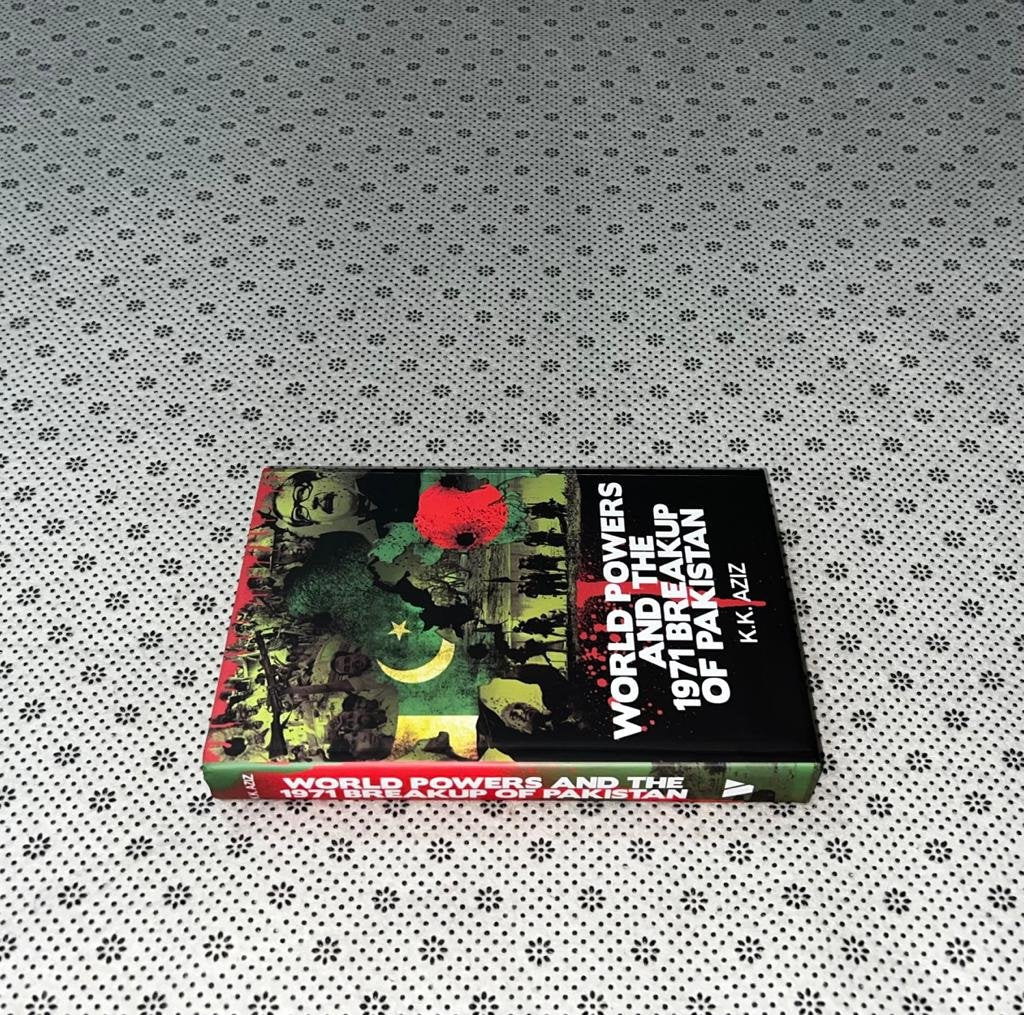 WORLD POWERS
AND THE
1971 BREAKUP
OF PAKISTAN
K.K. AZIZ
K.K. AZIZ
WORLD POWERS AND THE
1971 BREAKUP OF PAKISTAN